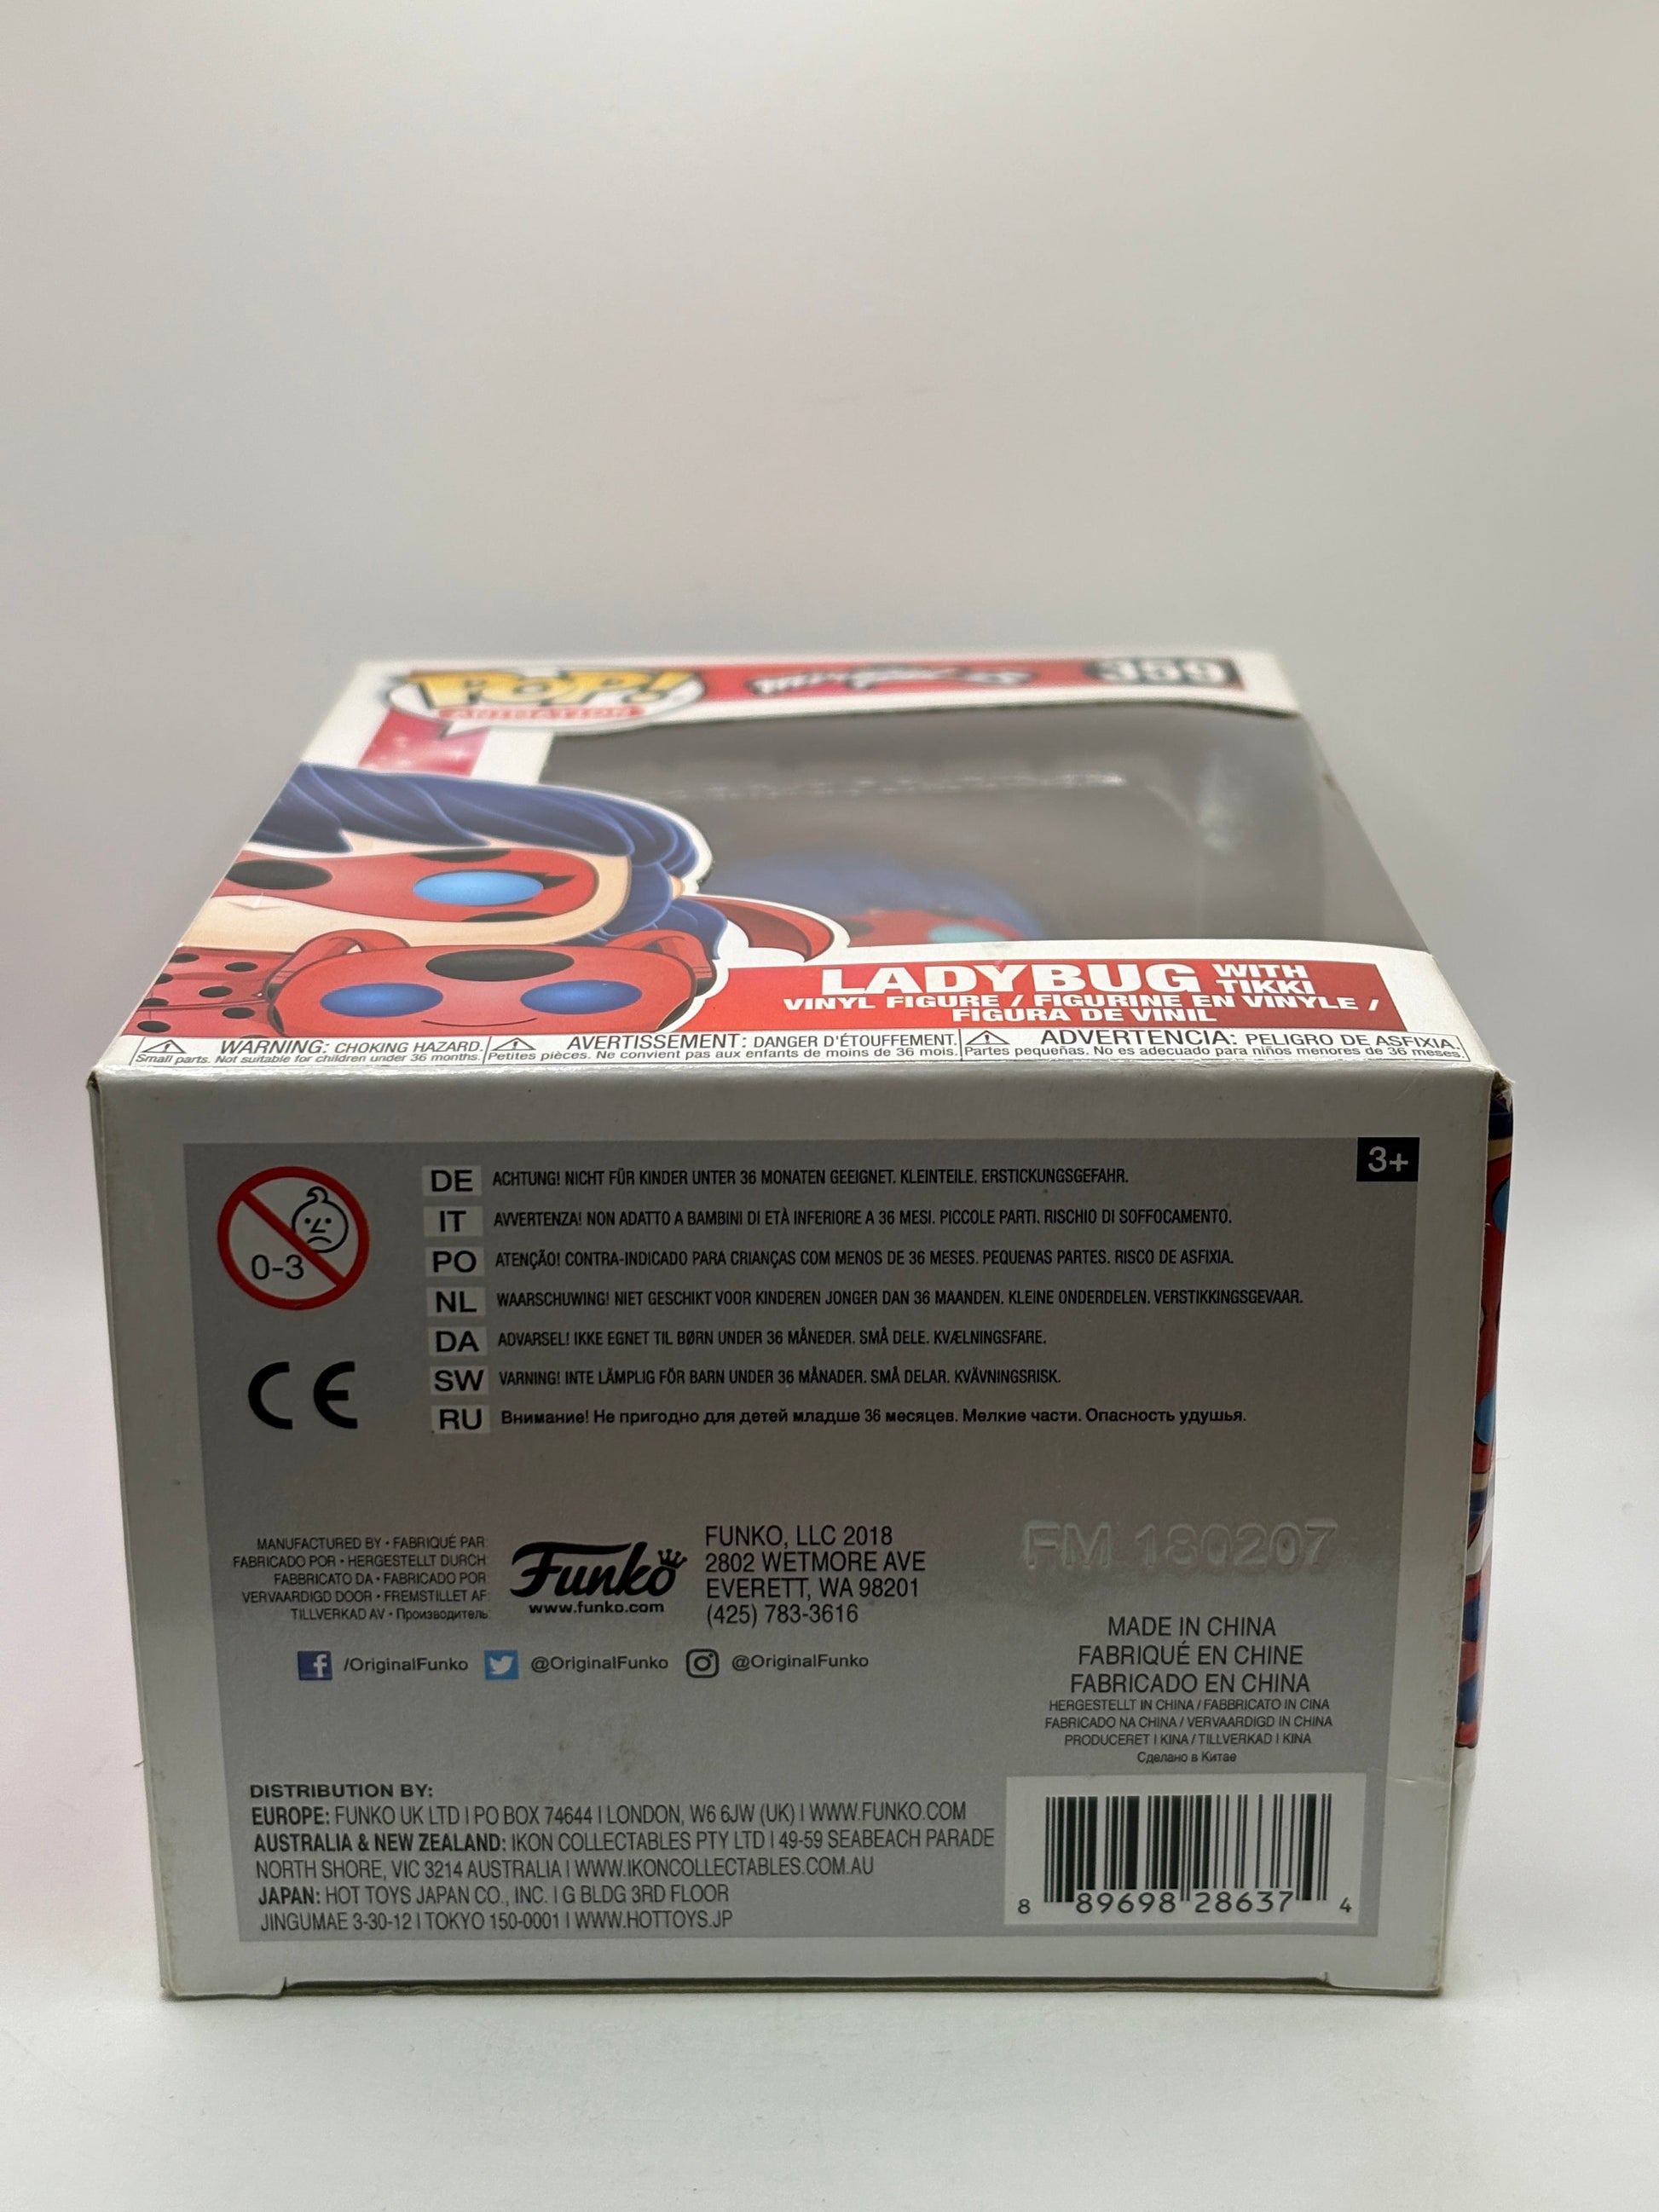 POP!
ANIMATION
MIRACULOUS
359
LADYBUG WITH TIKKI
VINYL FIGURE / FIGURINE EN VINYLE /
FIGURA DE VINIL
WARNING: CHOKING HAZARD.
Small parts. Not suitable for children under 36 months.
AVERTISSEMENT: DANGER D'ÉTOUFFEMENT.
Petites pièces. Ne convient pas aux enfants de moins de 36 mois.
ADVERTENCIA: PELIGRO DE ASFIXIA.
Partes pequeñas. No es adecuado para niños menores de 36 meses.
3+
0-3
DE ACHTUNG! NICHT FÜR KINDER UNTER 36 MONATEN GEEIGNET. KLEINTEILE. ERSTICKUNGSGEFAHR.
IT AVVERTENZA! NON ADATTO A BAMBINI DI ETÀ INFERIORE A 36 MESI. PICCOLE PARTI. RISCHIO DI SOFFOCAMENTO.
PO ATENÇÃO! CONTRA-INDICADO PARA CRIANÇAS COM MENOS DE 36 MESES. PEQUENAS PARTES. RISCO DE ASFIXIA.
NL WAARSCHUWING! NIET GESCHIKT VOOR KINDEREN JONGER DAN 36 MAANDEN. KLEINE ONDERDELEN. VERSTIKKINGSGEVAAR.
DA ADVARSEL! IKKE EGNET TIL BØRN UNDER 36 MÅNEDER. SMÅ DELE. KVÆLNINGSFARE.
SW VARNING! INTE LÄMPLIG FÖR BARN UNDER 36 MÅNADER. SMÅ DELAR. KVÄVNINGSRISK.
RU Внимание! Не пригодно для детей младше 36 месяцев. Мелкие части. Опасность удушья.
CE
MANUFACTURED BY • FABRIQUÉ PAR
FABRICADO POR • HERGESTELLT DURCH
FABBRICATO DA • FABRICADO POR
VERVAARDIGD DOOR • FREMSTILLET AF:
TILLVERKAD AV • Производитель:
Funko
www.funko.com
FUNKO, LLC 2018
2802 WETMORE AVE
EVERETT, WA 98201
(425) 783-3616
/OriginalFunko @OriginalFunko @OriginalFunko
FM 180207
MADE IN CHINA
FABRIQUÉ EN CHINE
FABRICADO EN CHINA
HERGESTELLT IN CHINA / FABBRICATO IN CINA
FABRICADO NA CHINA / VERVAARDIGD IN CHINA
PRODUCERET I KINA / TILLVERKAD I KINA
Сделано в Китае
DISTRIBUTION BY:
EUROPE: FUNKO UK LTD | PO BOX 74644 | LONDON, W6 6JW (UK) | WWW.FUNKO.COM
AUSTRALIA & NEW ZEALAND: IKON COLLECTABLES PTY LTD | 49-59 SEABEACH PARADE
NORTH SHORE, VIC 3214 AUSTRALIA | WWW.IKONCOLLECTABLES.COM.AU
JAPAN: HOT TOYS JAPAN CO., INC. | G BLDG 3RD FLOOR
JINGUMAE 3-30-12 | TOKYO 150-0001 | WWW.HOTTOYS.JP
8 89698 28637 4